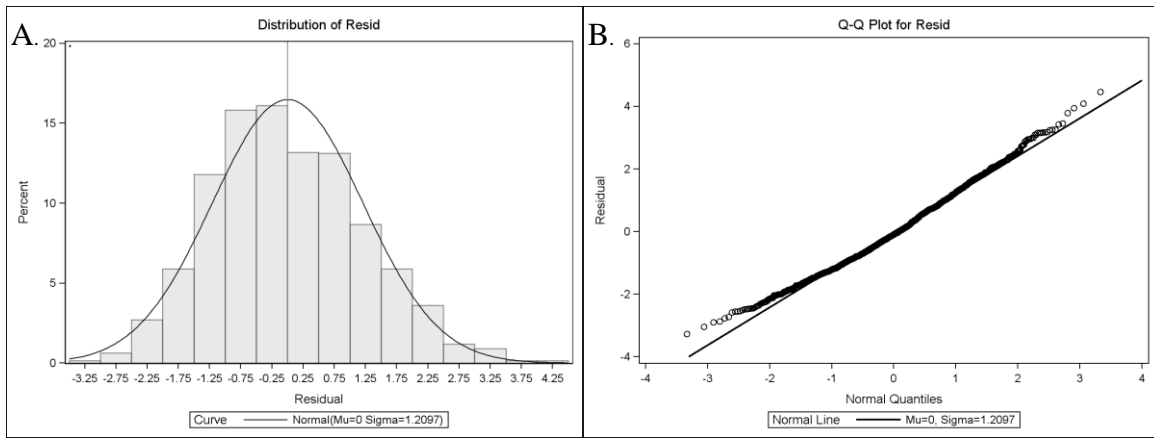 A.
Distribution of Resid
20
15
10
5
0
Percent
-3.25 -2.75 -2.25 -1.75 -1.25 -0.75 -0.25 0.25 0.75 1.25 1.75 2.25 2.75 3.25 3.75 4.25
Residual
Curve Normal(Mu=0 Sigma=1.2097)
B.
Q-Q Plot for Resid
6
4
2
0
-2
-4
Residual
-4 -3 -2 -1 0 1 2 3 4
Normal Quantiles
Normal Line Mu=0, Sigma=1.2097